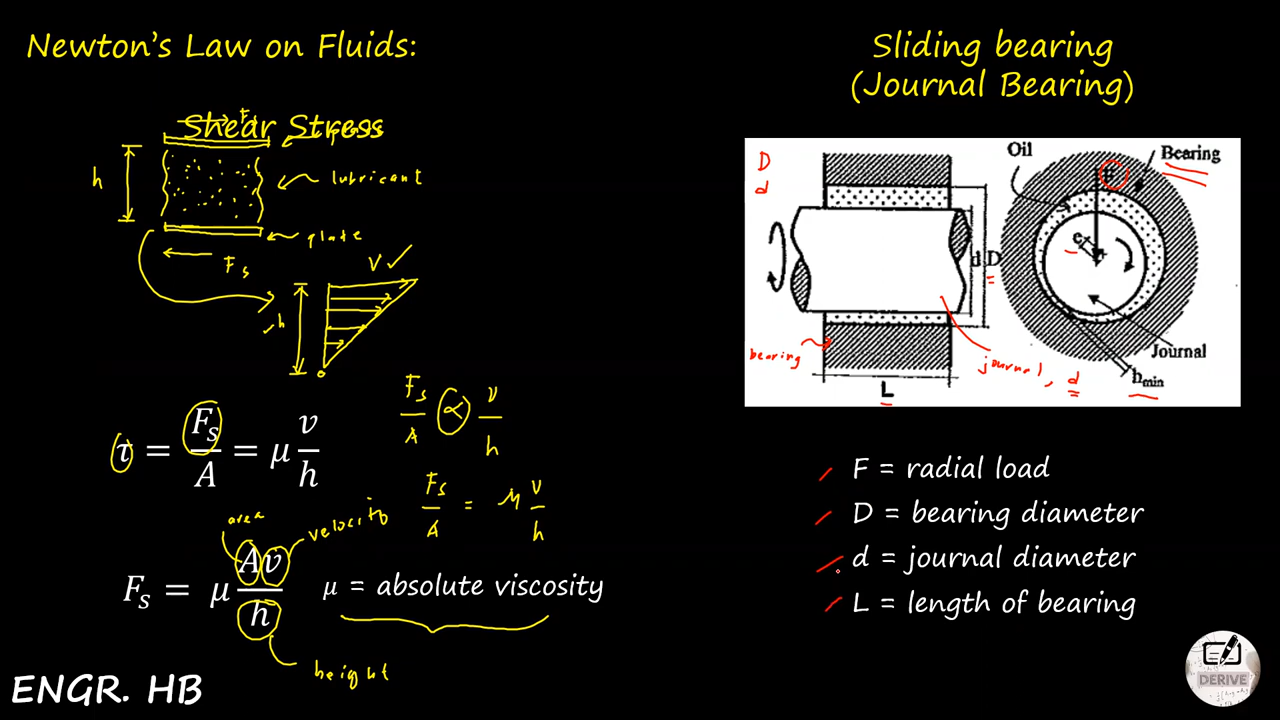 Newton's Law on Fluids:
Shear Stress
h
lubricant
plate
Fs
V
h
o
τ = Fs/A = μ v/h
Fs/A ∝ v/h
Fs/A = μ v/h
area
velocity
Fs = μ Av/h
μ = absolute viscosity
height
ENGR. HB
Sliding bearing
(Journal Bearing)
D
d
Oil
Bearing
F
e
d D
bearing
journal, d
Journal
L
hmin
F = radial load
D = bearing diameter
d = journal diameter
L = length of bearing
DERIVE